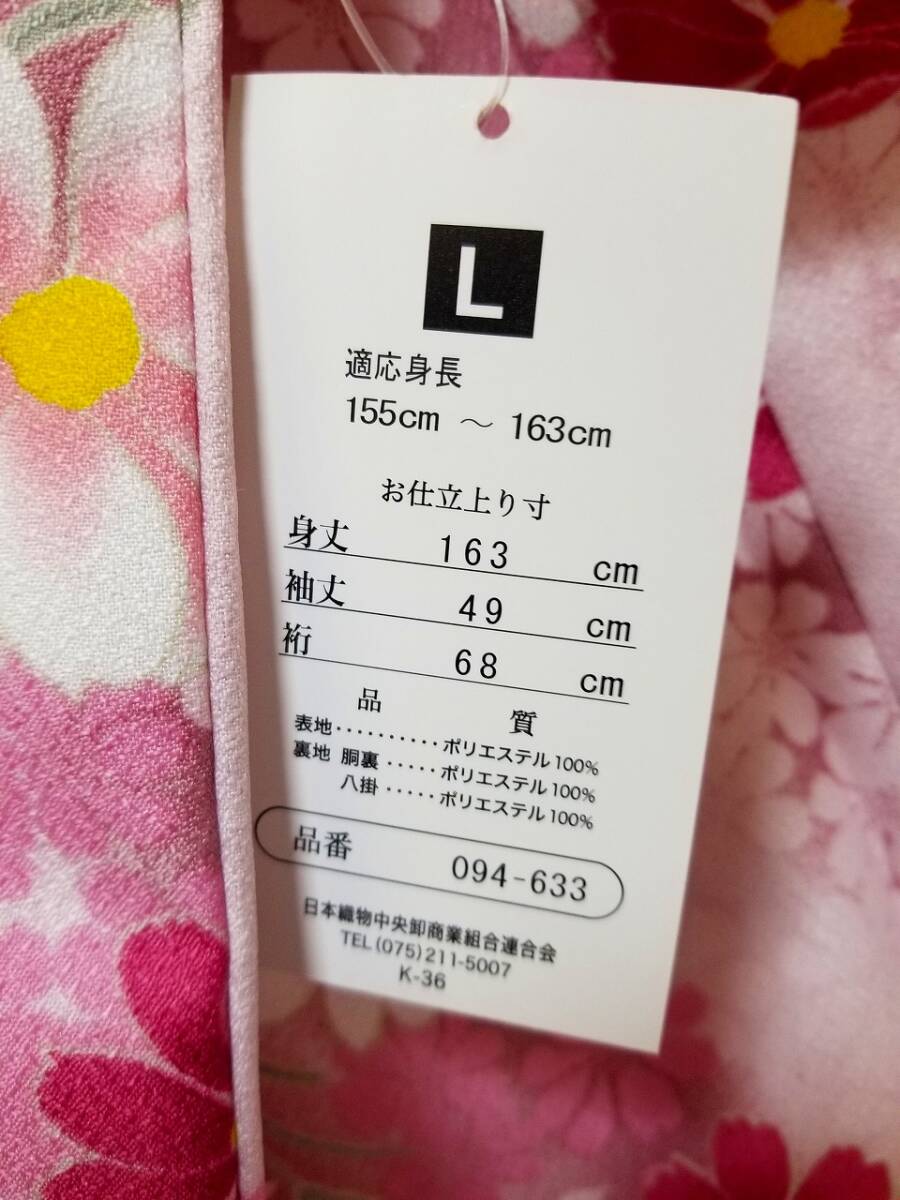 L
適応身長
155cm ～ 163cm
お仕立上り寸
身丈 163 cm
袖丈 49 cm
裄 68 cm
品 質
表地··········ポリエステル100%
裏地 胴裏·····ポリエステル100%
八掛·····ポリエステル100%
品番 094-633
日本織物中央卸商業組合連合会
TEL(075)211-5007
K-36